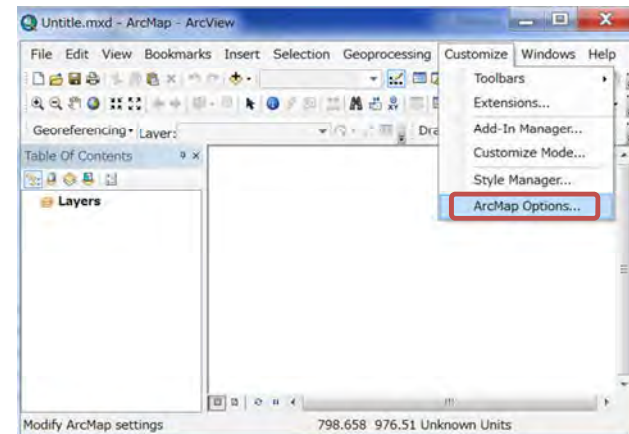 Untitle.mxd - ArcMap - ArcView
File Edit View Bookmarks Insert Selection Geoprocessing Customize Windows Help
Toolbars
Extensions...
Georeferencing Layer: Dra
Add-In Manager...
Table Of Contents
Customize Mode...
Style Manager...
Layers
ArcMap Options...
Modify ArcMap settings 798.658 976.51 Unknown Units